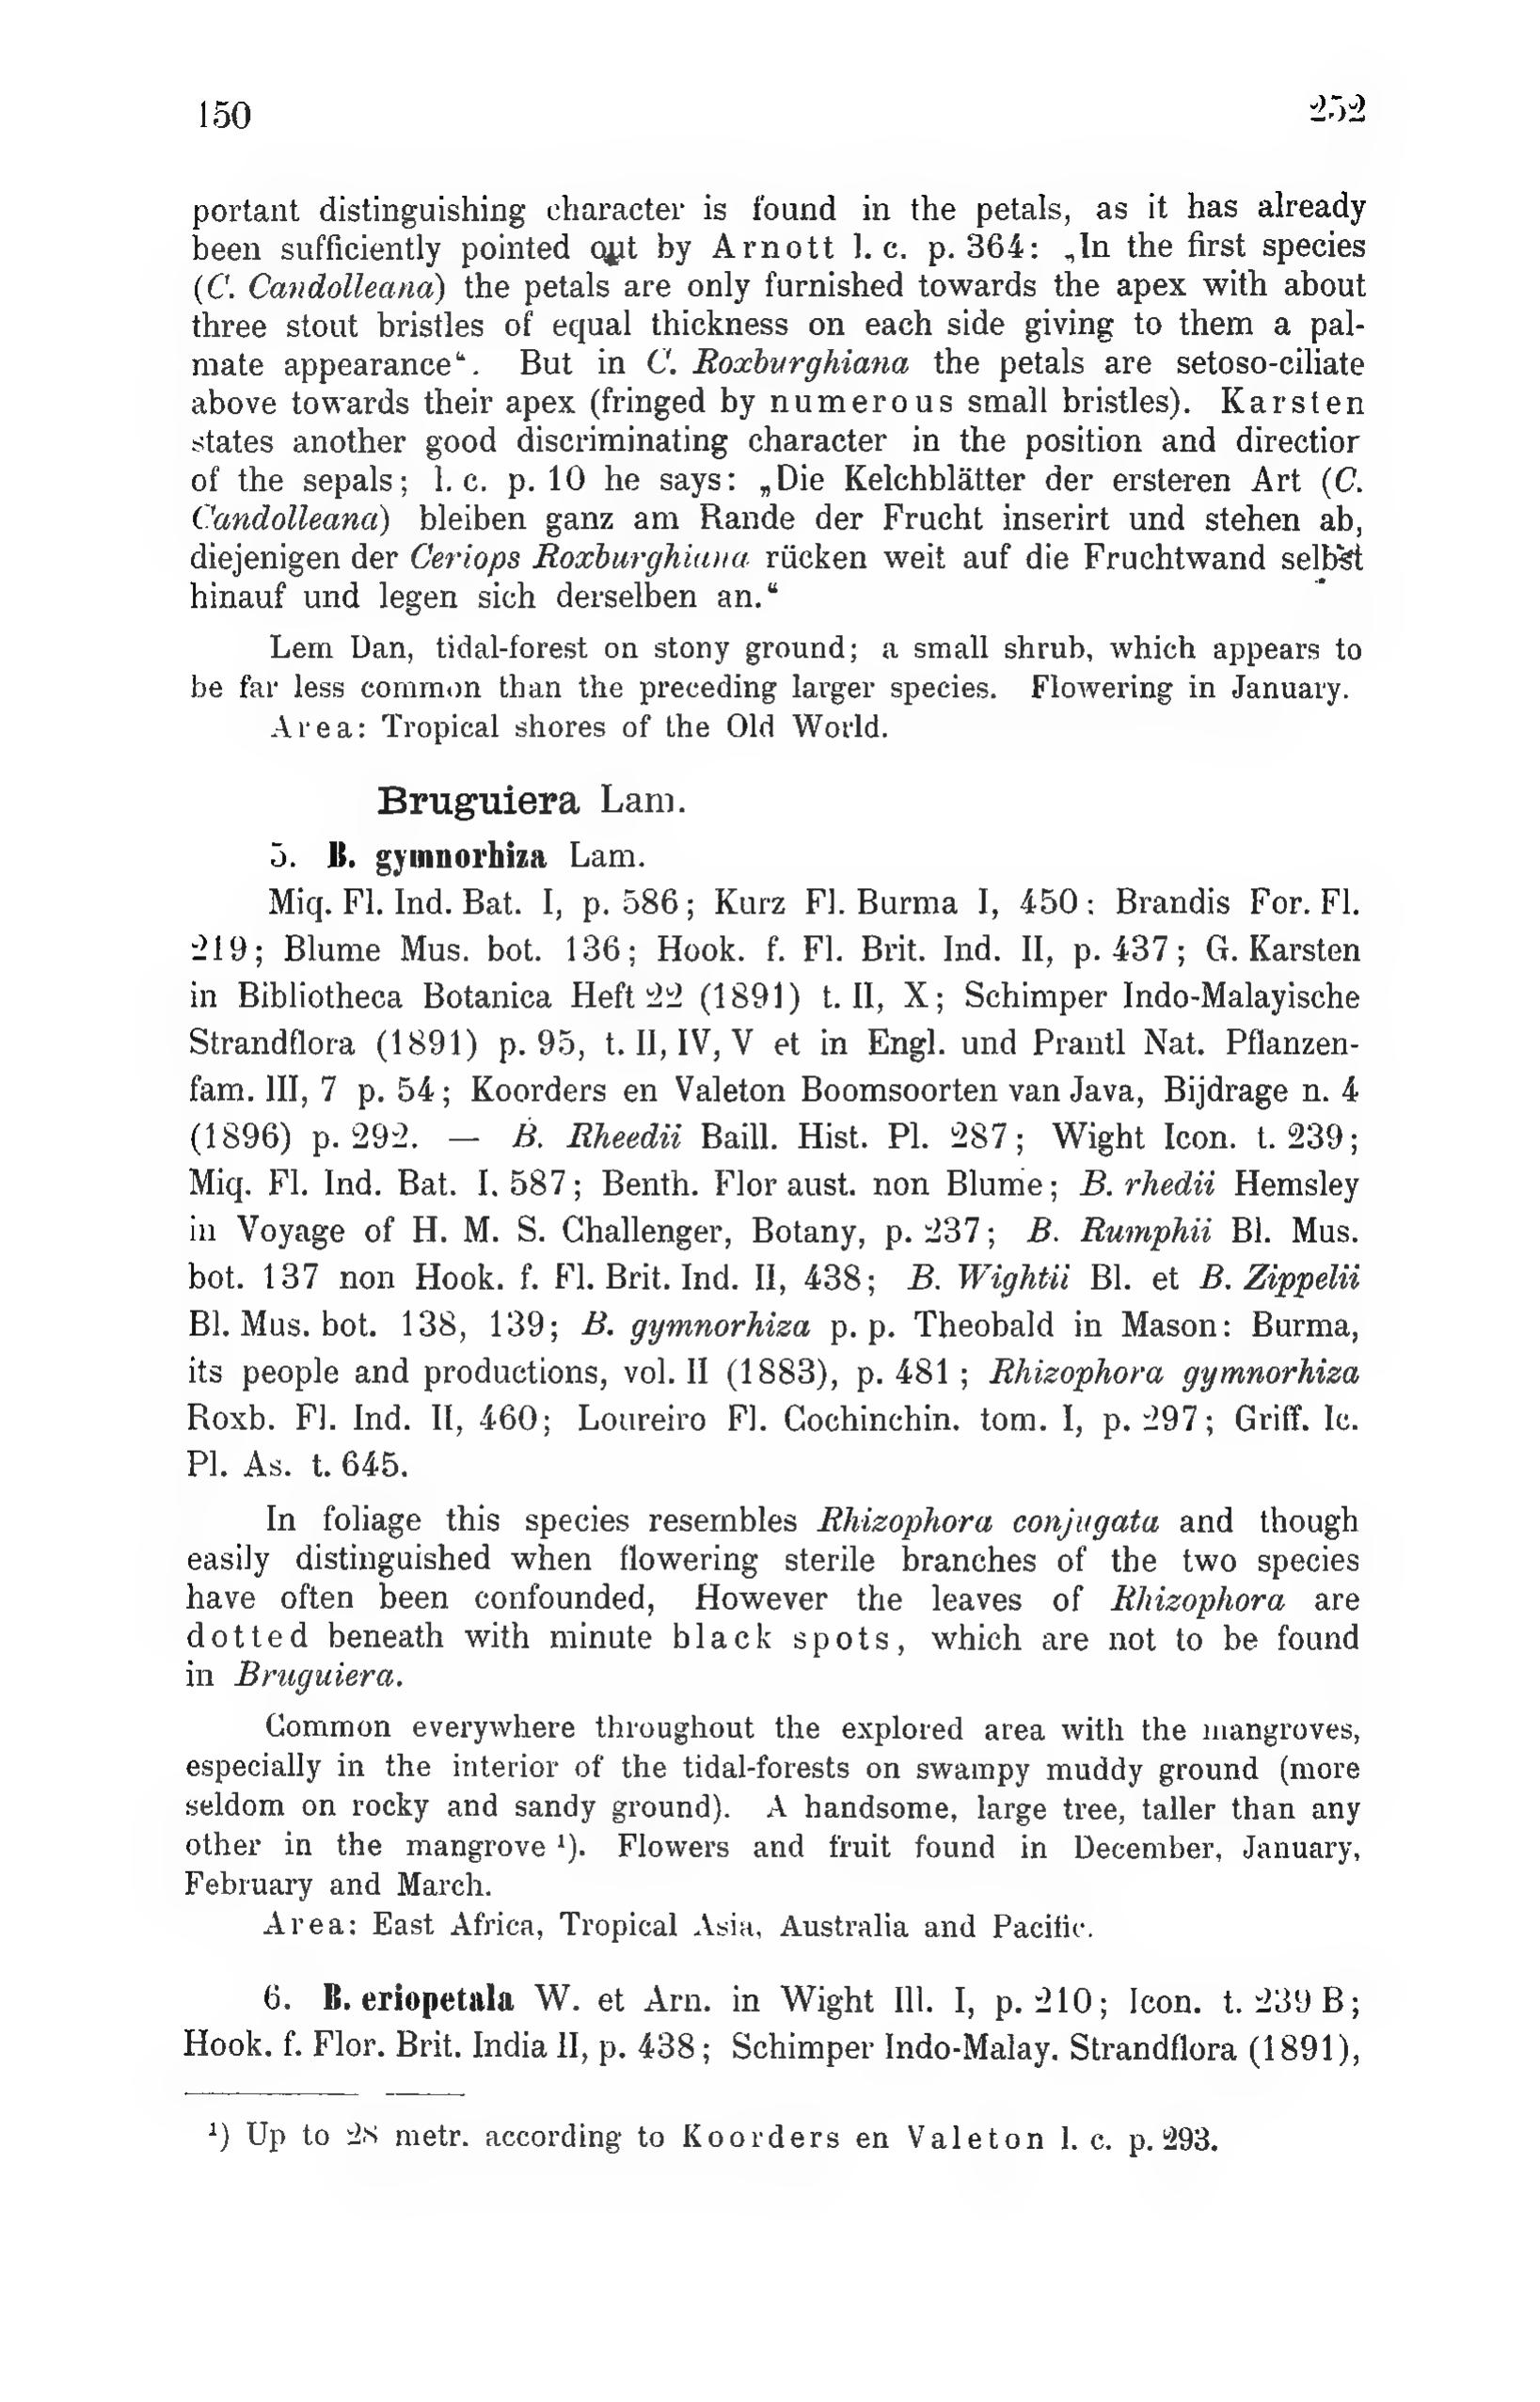 150 252
portant distinguishing character is found in the petals, as it has already
been sufficiently pointed out by Arnott l. c. p. 364: „In the first species
(C. Candolleana) the petals are only furnished towards the apex with about
three stout bristles of equal thickness on each side giving to them a pal-
mate appearance“. But in C. Roxburghiana the petals are setoso-ciliate
above towards their apex (fringed by numerous small bristles). Karsten
states another good discriminating character in the position and directior
of the sepals; l. c. p. 10 he says: „Die Kelchblätter der ersteren Art (C.
Candolleana) bleiben ganz am Rande der Frucht inserirt und stehen ab,
diejenigen der Ceriops Roxburghiana rücken weit auf die Fruchtwand selbst
hinauf und legen sich derselben an.“
Lem Dan, tidal-forest on stony ground; a small shrub, which appears to
be far less common than the preceding larger species. Flowering in January.
Area: Tropical shores of the Old World.
Bruguiera Lam.
5. B. gymnorhiza Lam.
Miq. Fl. Ind. Bat. I, p. 586; Kurz Fl. Burma I, 450; Brandis For. Fl.
219; Blume Mus. bot. 136; Hook. f. Fl. Brit. Ind. II, p. 437; G. Karsten
in Bibliotheca Botanica Heft 22 (1891) t. II, X; Schimper Indo-Malayische
Strandflora (1891) p. 95, t. II, IV, V et in Engl. und Prantl Nat. Pflanzen-
fam. III, 7 p. 54; Koorders en Valeton Boomsoorten van Java, Bijdrage n. 4
(1896) p. 292. — B. Rheedii Baill. Hist. Pl. 287; Wight Icon. t. 239;
Miq. Fl. Ind. Bat. I. 587; Benth. Flor aust. non Blume; B. rhedii Hemsley
in Voyage of H. M. S. Challenger, Botany, p. 237; B. Rumphii Bl. Mus.
bot. 137 non Hook. f. Fl. Brit. Ind. II, 438; B. Wightii Bl. et B. Zippelii
Bl. Mus. bot. 138, 139; B. gymnorhiza p. p. Theobald in Mason: Burma,
its people and productions, vol. II (1883), p. 481; Rhizophora gymnorhiza
Roxb. Fl. Ind. II, 460; Loureiro Fl. Cochinchin. tom. I, p. 297; Griff. Ic.
Pl. As. t. 645.
In foliage this species resembles Rhizophora conjugata and though
easily distinguished when flowering sterile branches of the two species
have often been confounded, However the leaves of Rhizophora are
dotted beneath with minute black spots, which are not to be found
in Bruguiera.
Common everywhere throughout the explored area with the mangroves,
especially in the interior of the tidal-forests on swampy muddy ground (more
seldom on rocky and sandy ground). A handsome, large tree, taller than any
other in the mangrove ¹). Flowers and fruit found in December, January,
February and March.
Area: East Africa, Tropical Asia, Australia and Pacific.
6. B. eriopetala W. et Arn. in Wight Ill. I, p. 210; Icon. t. 239 B;
Hook. f. Flor. Brit. India II, p. 438; Schimper Indo-Malay. Strandflora (1891),
¹) Up to 28 metr. according to Koorders en Valeton l. c. p. 293.